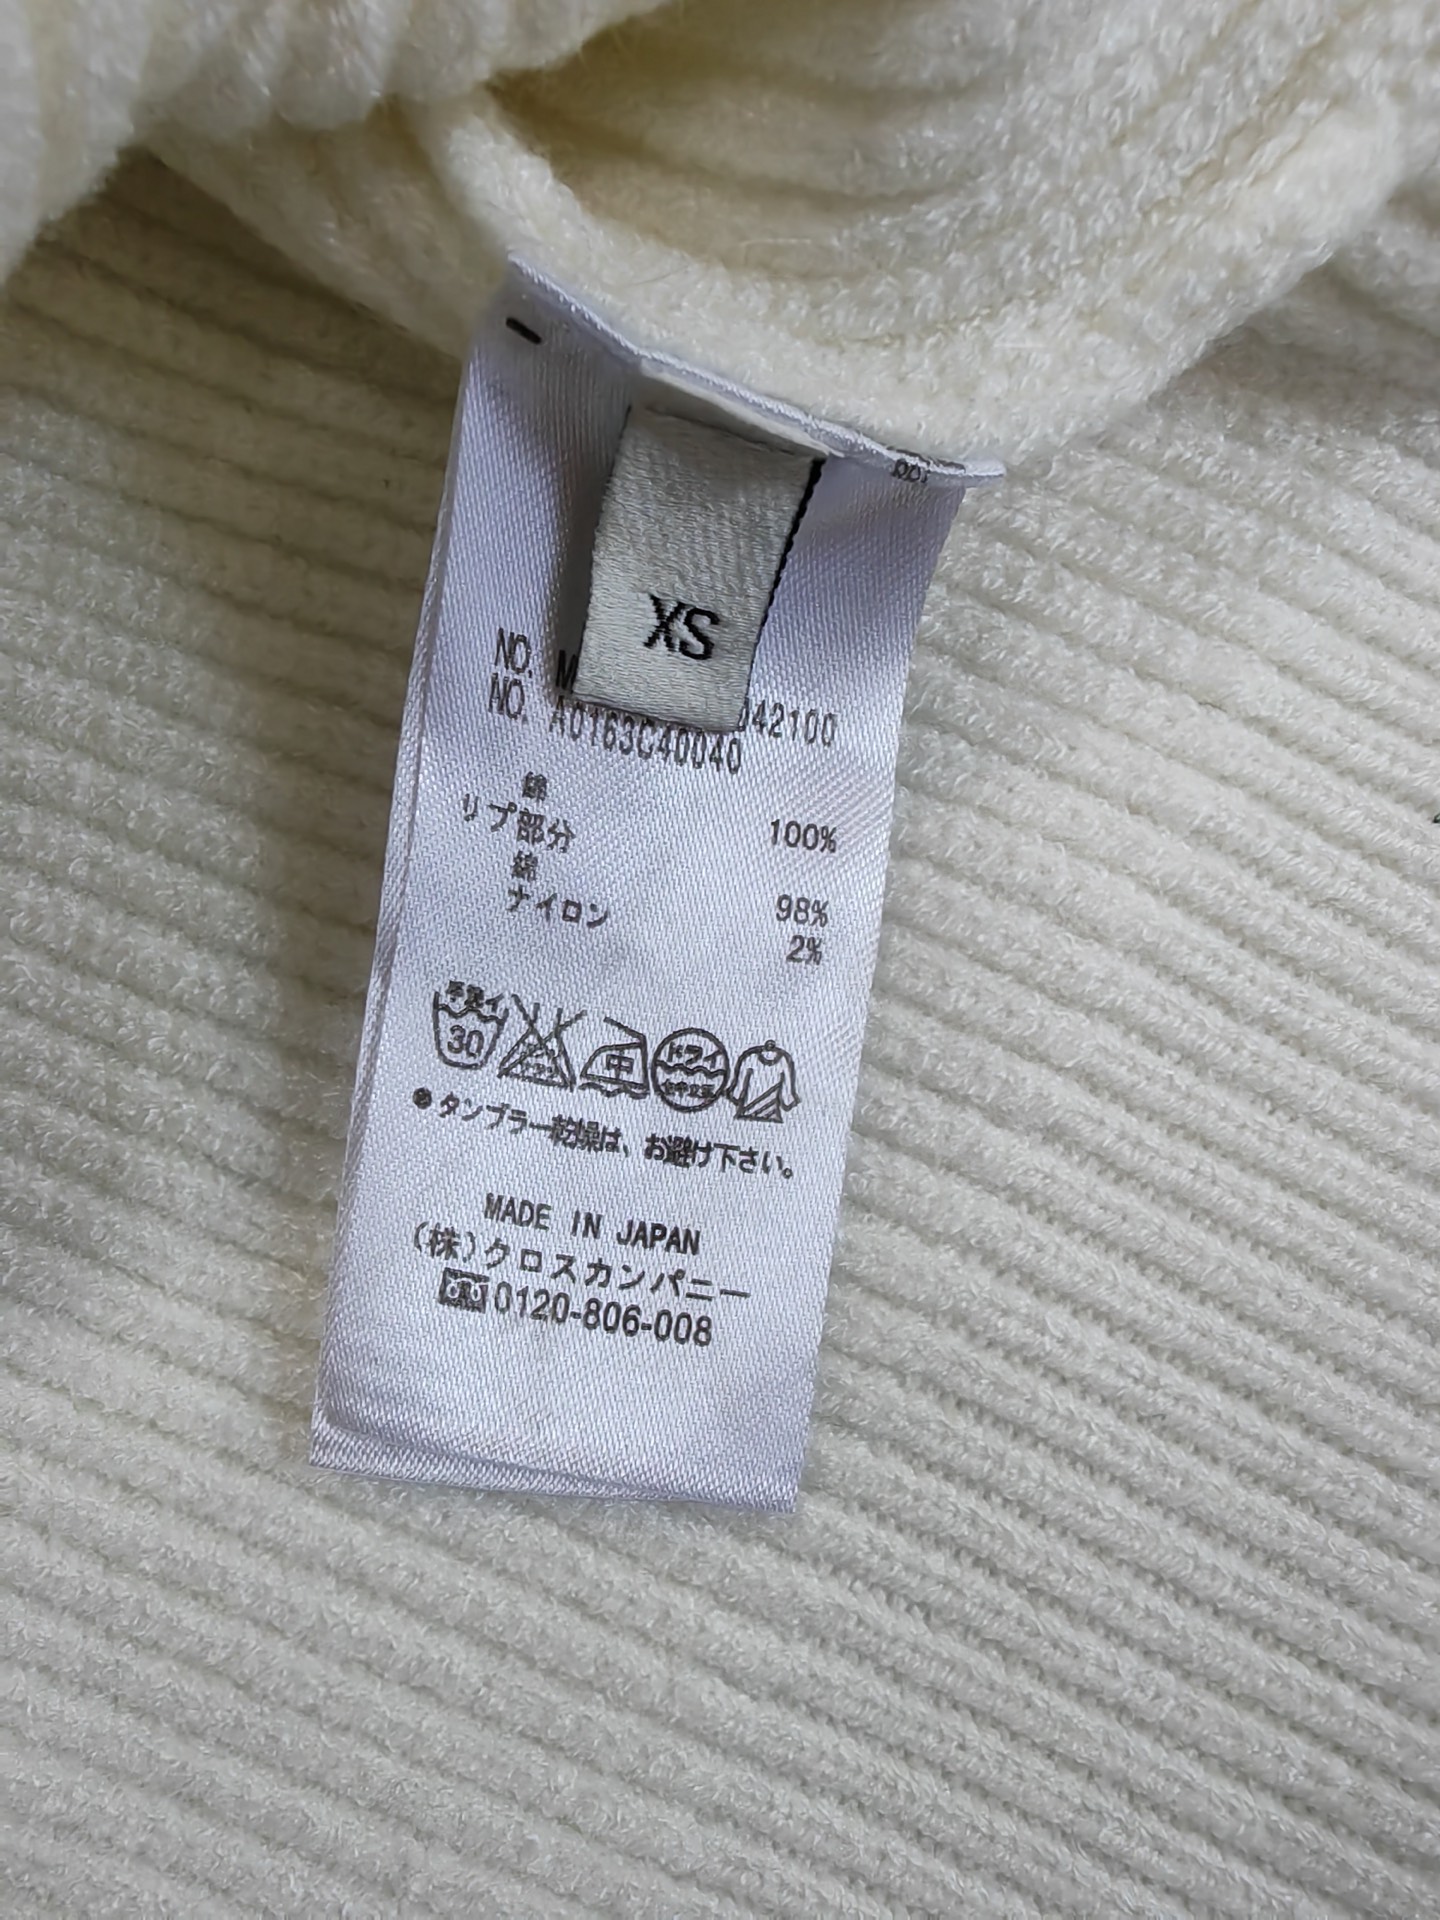 XS
NO. M
042100
NO. A0163C40040
綿 100%
リブ部分
綿 98%
ナイロン 2%
30
中
ドライ
タンブラー乾燥は、お避け下さい。
MADE IN JAPAN
(株)クロスカンパニー
0120-806-008